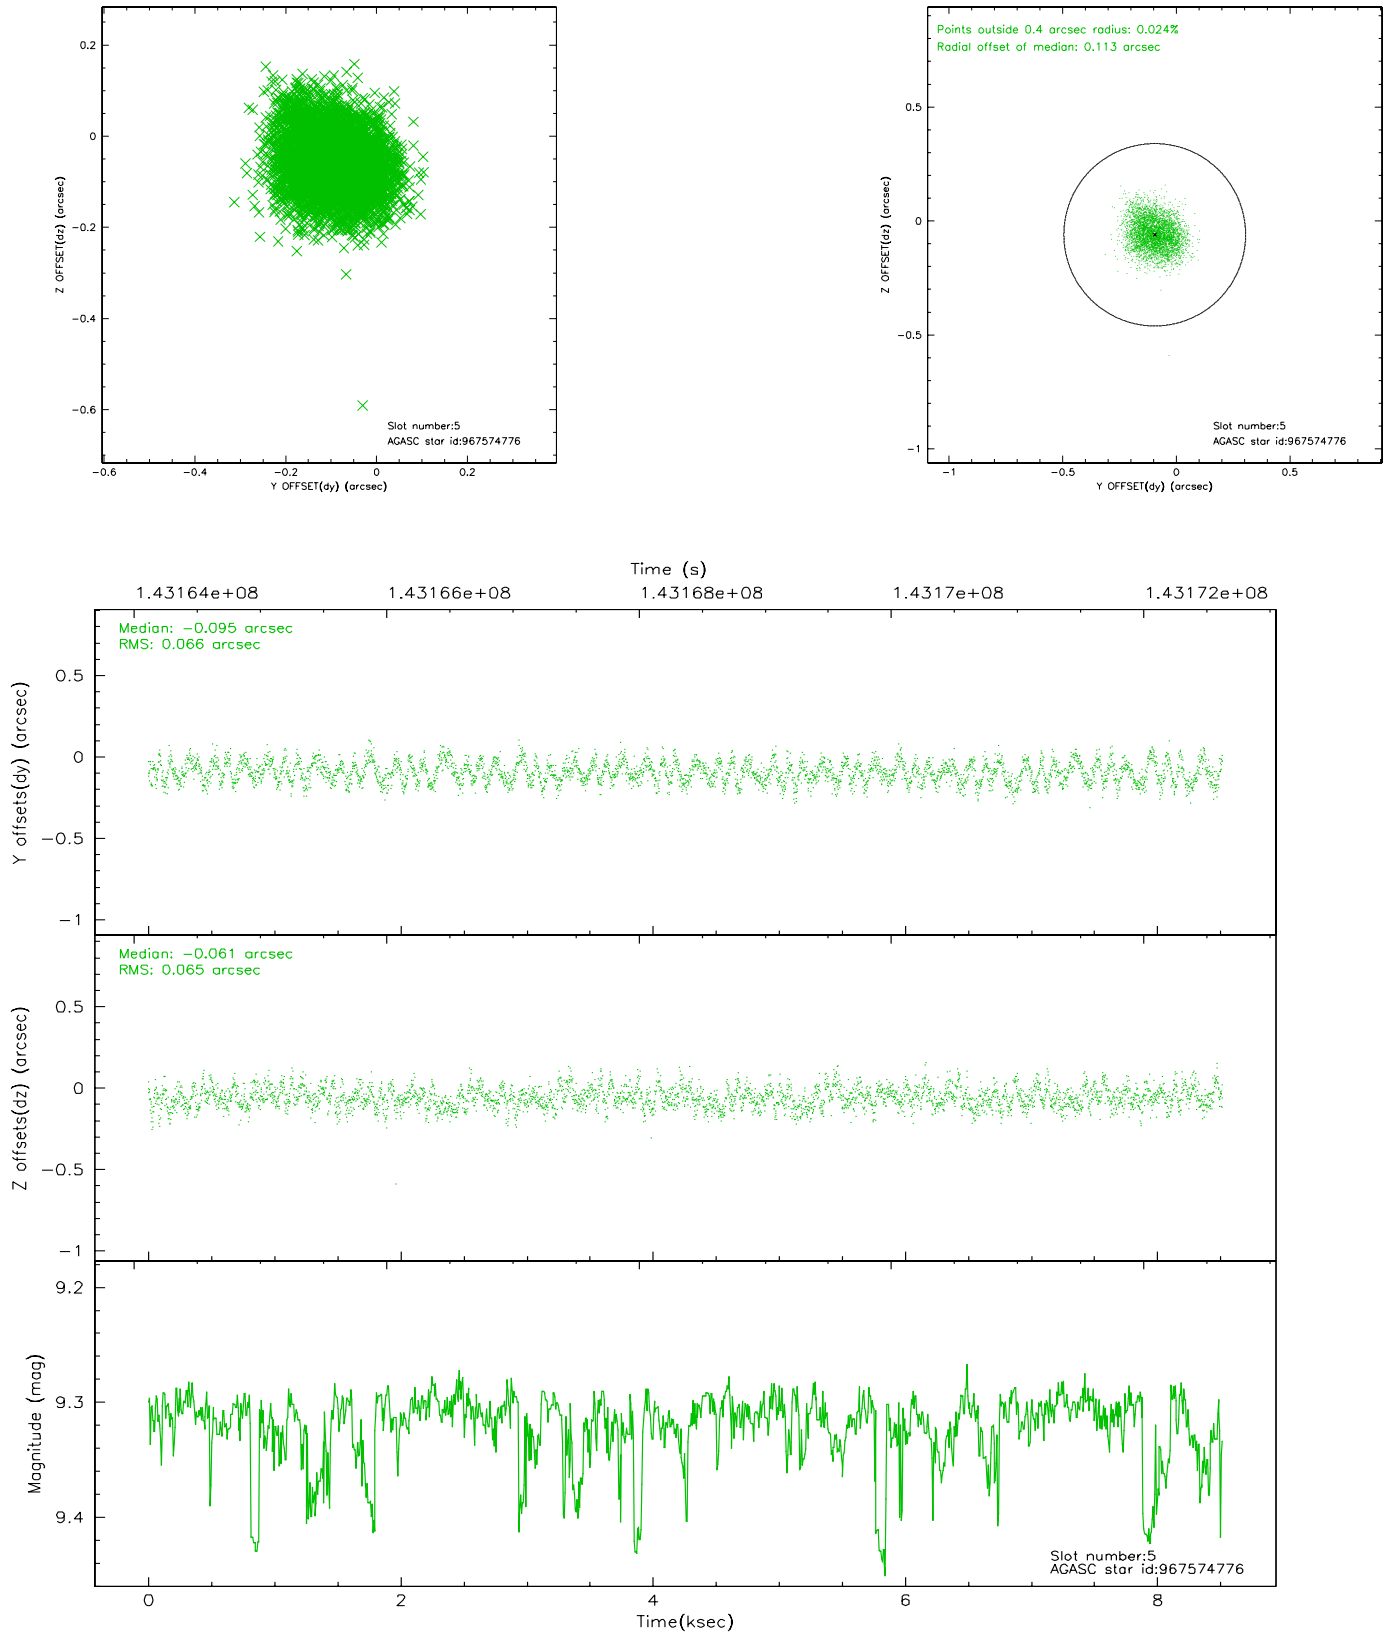 0.2
0
−0.2
−0.4
−0.6
Z OFFSET(dz) (arcsec)
Slot number:5
AGASC star id:967574776
−0.6 −0.4 −0.2 0 0.2
Y OFFSET(dy) (arcsec)
Points outside 0.4 arcsec radius: 0.024%
Radial offset of median: 0.113 arcsec
0.5
0
−0.5
−1
Z OFFSET(dz) (arcsec)
Slot number:5
AGASC star id:967574776
−1 −0.5 0 0.5
Y OFFSET(dy) (arcsec)
Time (s)
1.43164e+08 1.43166e+08 1.43168e+08 1.4317e+08 1.43172e+08
Median: −0.095 arcsec
RMS: 0.066 arcsec
0.5
0
−0.5
−1
Y offsets(dy) (arcsec)
Median: −0.061 arcsec
RMS: 0.065 arcsec
0.5
0
−0.5
−1
Z offsets(dz) (arcsec)
9.2
9.3
9.4
Magnitude (mag)
Slot number:5
AGASC star id:967574776
0 2 4 6 8
Time(ksec)